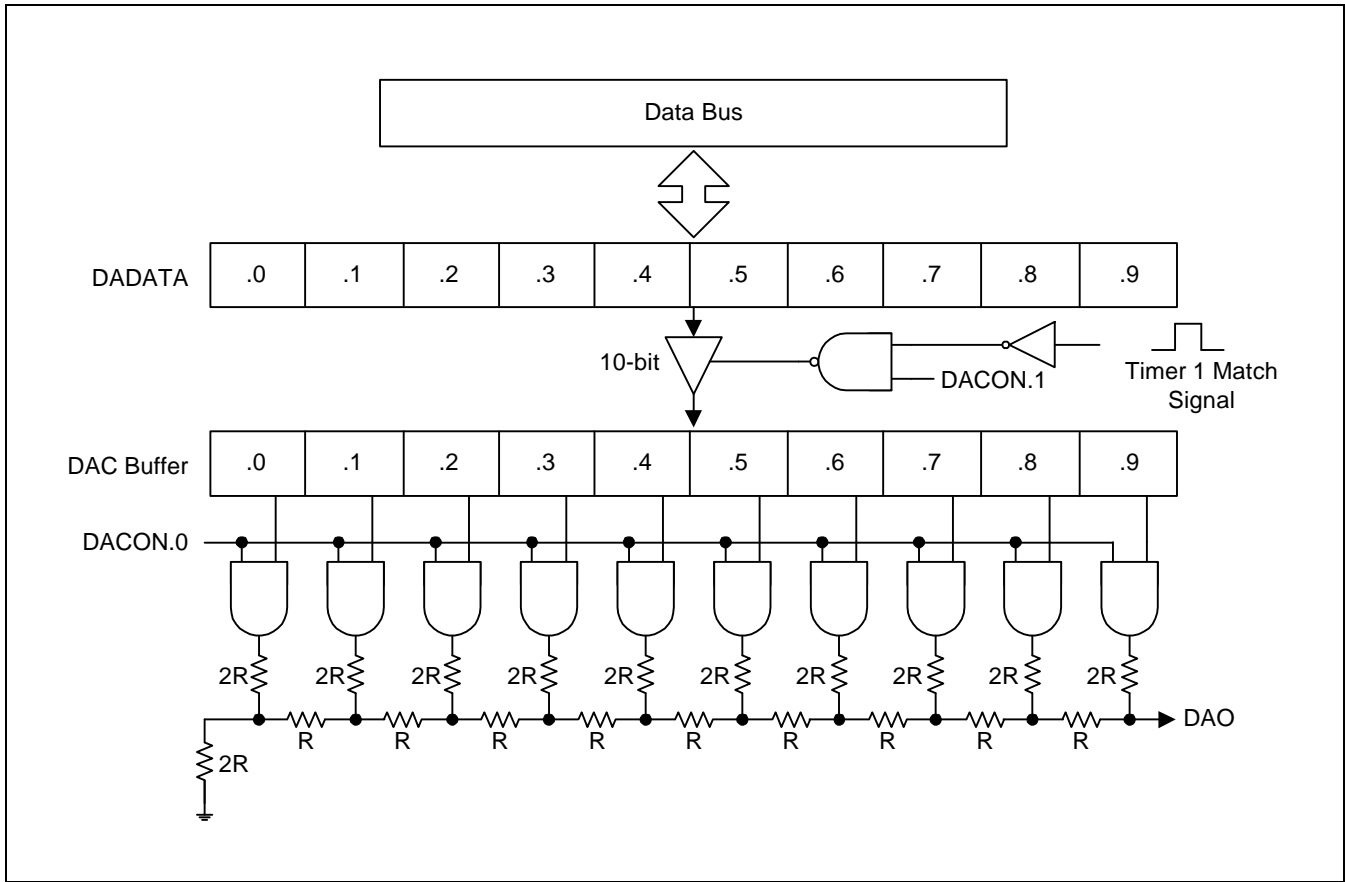 Data Bus
DADATA .0 .1 .2 .3 .4 .5 .6 .7 .8 .9
10-bit
DACON.1
Timer 1 Match
Signal
DAC Buffer .0 .1 .2 .3 .4 .5 .6 .7 .8 .9
DACON.0
2R 2R 2R 2R 2R 2R 2R 2R 2R 2R
DAO
R R R R R R R R R
2R